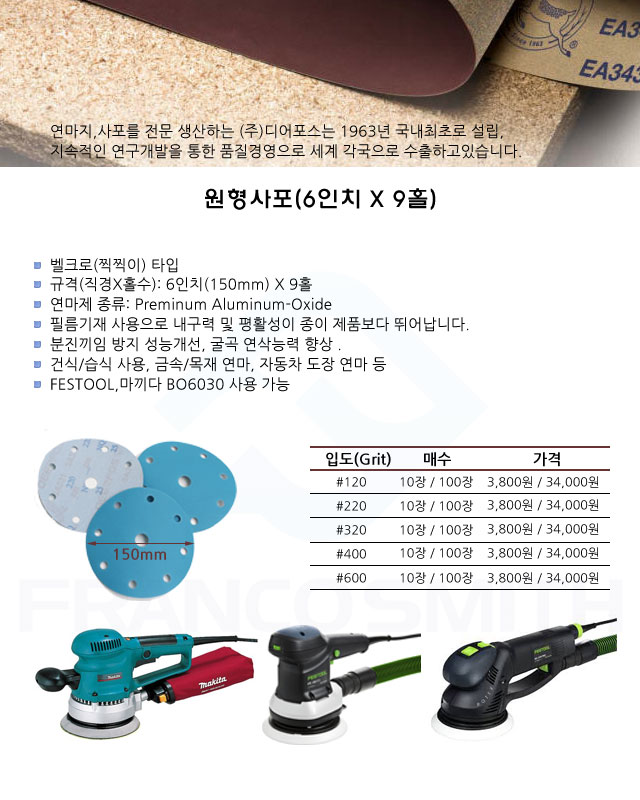 since 1963
EA34
EA343
연마지,사포를 전문 생산하는 (주)디어포스는 1963년 국내최초로 설립,
지속적인 연구개발을 통한 품질경영으로 세계 각국으로 수출하고있습니다.
원형사포(6인치 X 9홀)
벨크로(찍찍이) 타입
규격(직경X홀수): 6인치(150mm) X 9홀
연마제 종류: Preminum Aluminum-Oxide
필름기재 사용으로 내구력 및 평활성이 종이 제품보다 뛰어납니다.
분진끼임 방지 성능개선, 굴곡 연삭능력 향상 .
건식/습식 사용, 금속/목재 연마, 자동차 도장 연마 등
FESTOOL,마끼다 BO6030 사용 가능
입도(Grit) 매수 가격
#120 10장 / 100장 3,800원 / 34,000원
#220 10장 / 100장 3,800원 / 34,000원
#320 10장 / 100장 3,800원 / 34,000원
#400 10장 / 100장 3,800원 / 34,000원
#600 10장 / 100장 3,800원 / 34,000원
150mm
FRANCO SMITH
makita
FESTOOL
FESTOOL